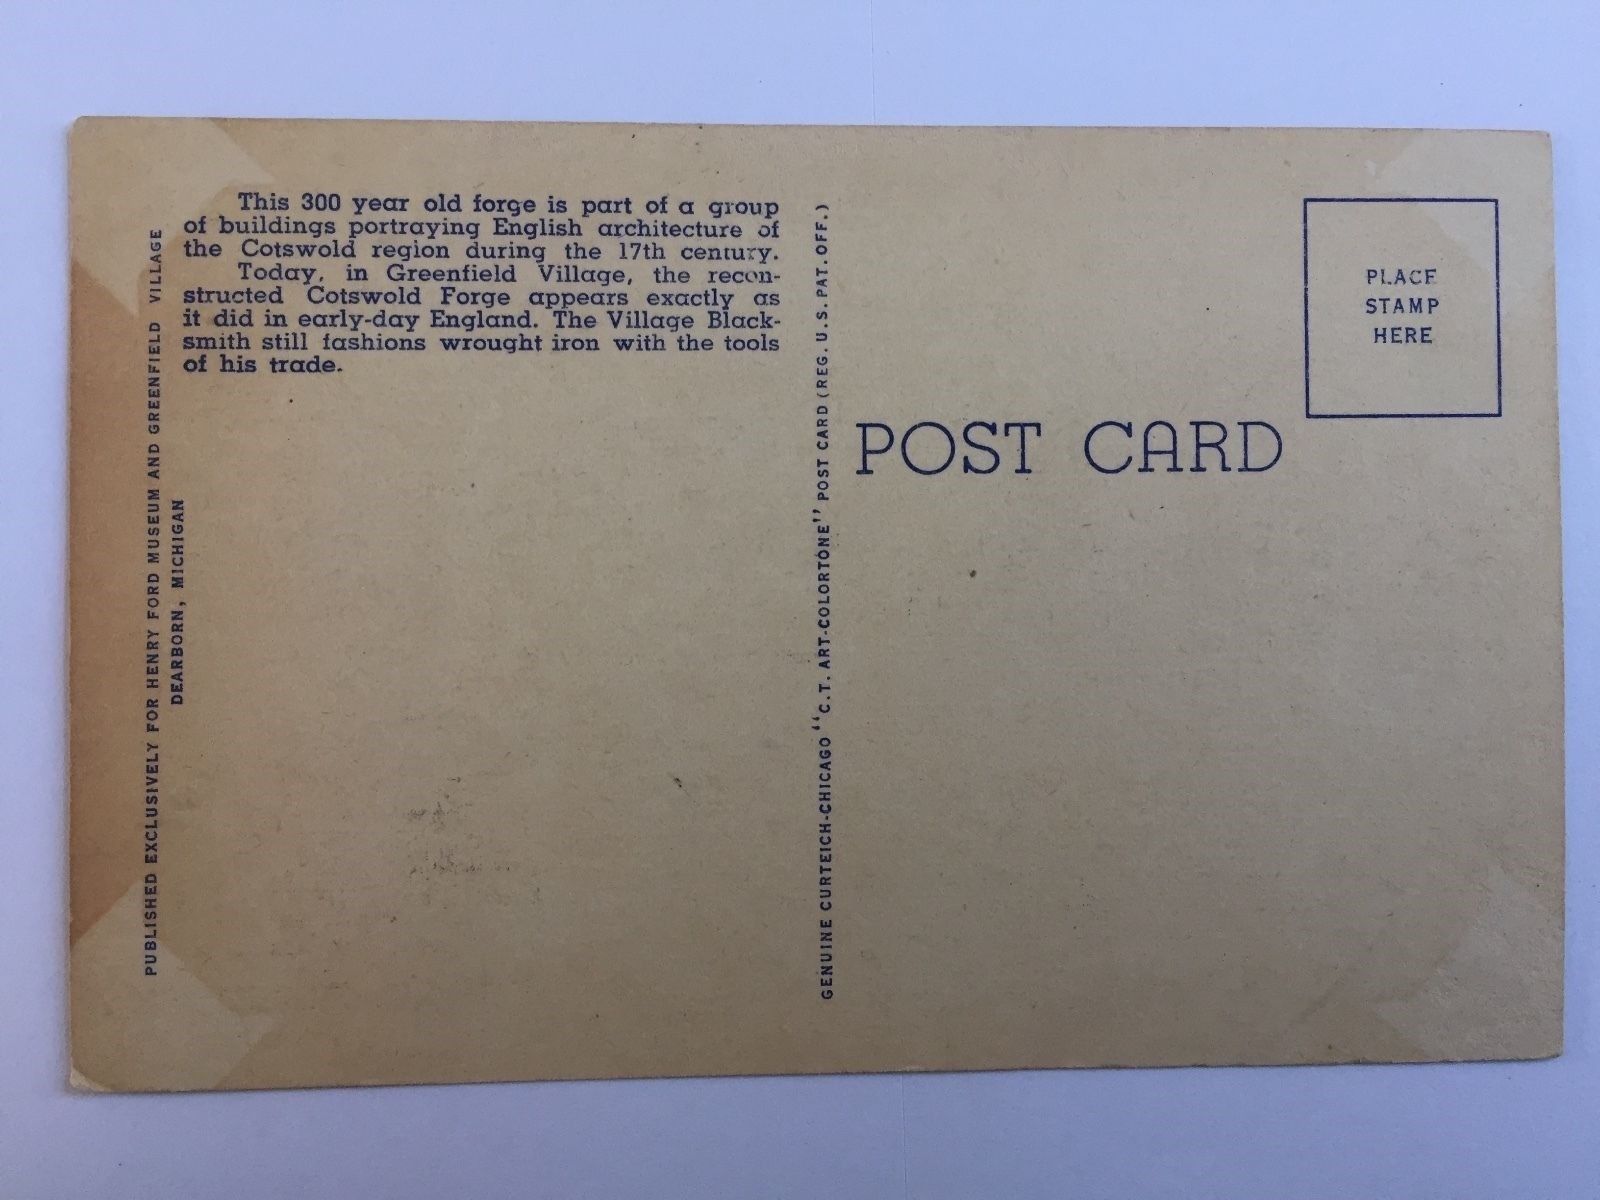 This 300 year old forge is part of a group
of buildings portraying English architecture of
the Cotswold region during the 17th century.
Today, in Greenfield Village, the recon-
structed Cotswold Forge appears exactly as
it did in early-day England. The Village Black-
smith still fashions wrought iron with the tools
of his trade.
PUBLISHED EXCLUSIVELY FOR HENRY FORD MUSEUM AND GREENFIELD VILLAGE
DEARBORN, MICHIGAN
GENUINE CURTEICH-CHICAGO "C.T. ART-COLORTONE" POST CARD (REG. U.S. PAT. OFF.)
POST CARD
PLACE
STAMP
HERE